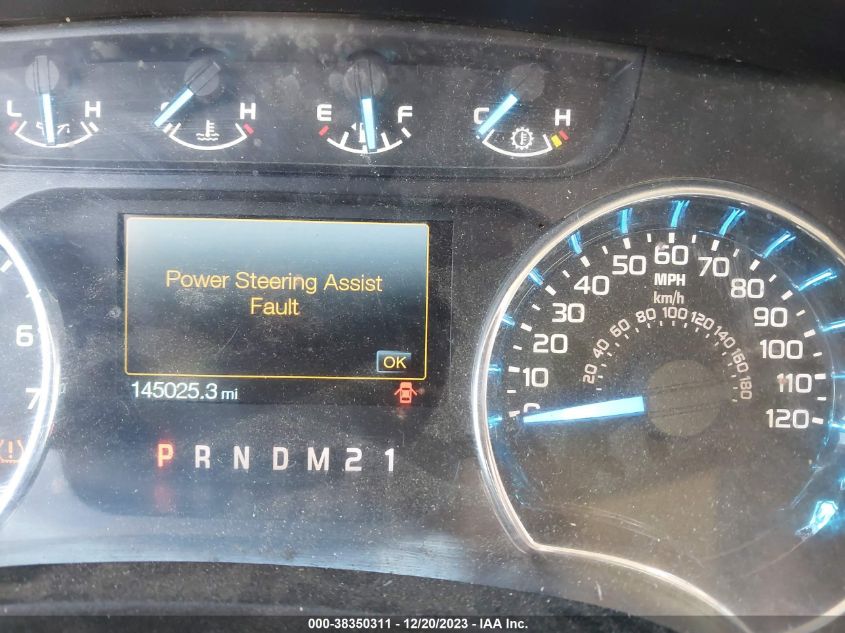 L H C H E F C H
Power Steering Assist
Fault
OK
145025.3 mi
P R N D M 2 1
6
7
0 10 20 30 40 50 60 70 80 90 100 110 120
MPH
km/h
20 40 60 80 100 120 140 160 180
000-38350311 - 12/20/2023 - IAA Inc.